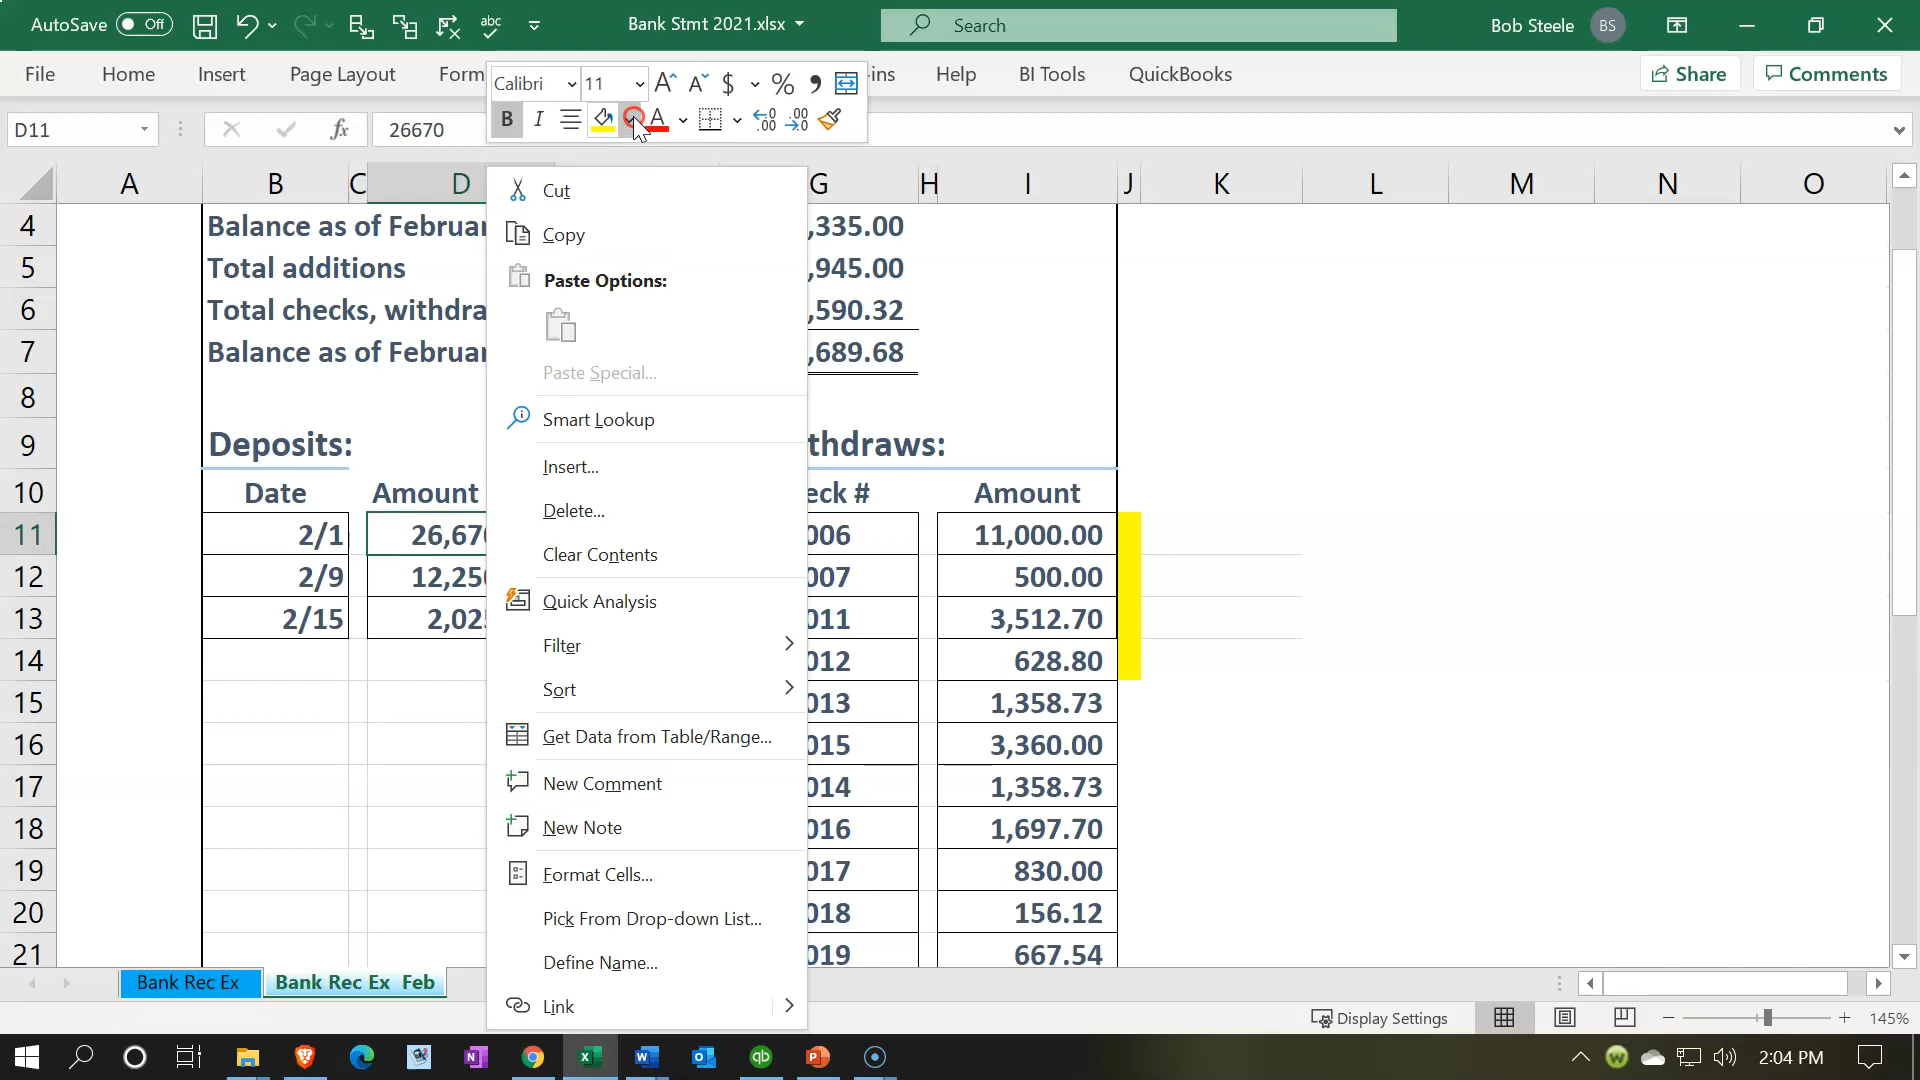 AutoSave Off
abc
Bank Stmt 2021.xlsx
Search
Bob Steele BS
File Home Insert Page Layout Form
ins Help BI Tools QuickBooks
Share Comments
Calibri 11 A A $ % ,
B I A .00 .00
D11
fx 26670
A B C D G H I J K L M N O
4 Balance as of Februar ,335.00
5 Total additions ,945.00
6 Total checks, withdra ,590.32
7 Balance as of Februar ,689.68
8
9 Deposits: thdraws:
10 Date Amount eck # Amount
11 2/1 26,670 006 11,000.00
12 2/9 12,250 007 500.00
13 2/15 2,025 011 3,512.70
14 012 628.80
15 013 1,358.73
16 015 3,360.00
17 014 1,358.73
18 016 1,697.70
19 017 830.00
20 018 156.12
21 019 667.54
Cut
Copy
Paste Options:
Paste Special...
Smart Lookup
Insert...
Delete...
Clear Contents
Quick Analysis
Filter
Sort
Get Data from Table/Range...
New Comment
New Note
Format Cells...
Pick From Drop-down List...
Define Name...
Link
Bank Rec Ex Bank Rec Ex Feb
Display Settings 145%
2:04 PM